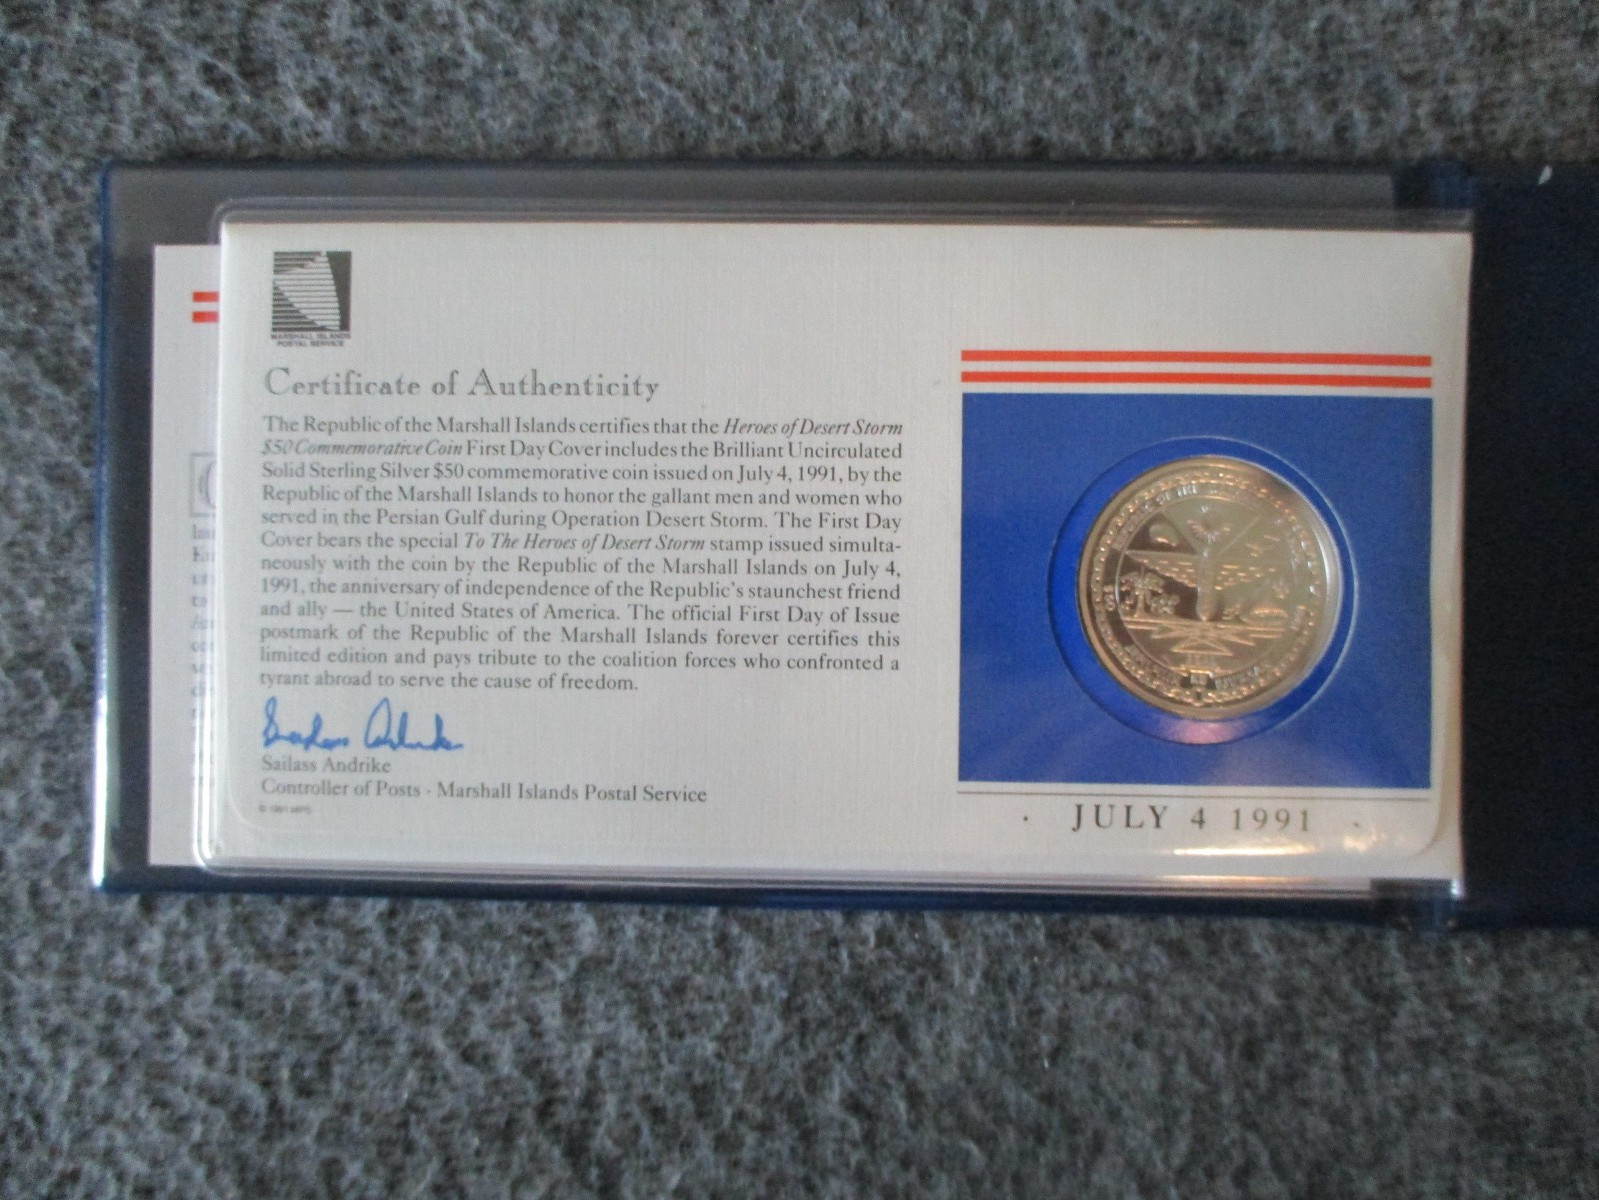 MARSHALL ISLANDS
POSTAL SERVICE
Certificate of Authenticity
The Republic of the Marshall Islands certifies that the Heroes of Desert Storm
$50 Commemorative Coin First Day Cover includes the Brilliant Uncirculated
Solid Sterling Silver $50 commemorative coin issued on July 4, 1991, by the
Republic of the Marshall Islands to honor the gallant men and women who
served in the Persian Gulf during Operation Desert Storm. The First Day
Cover bears the special To The Heroes of Desert Storm stamp issued simulta-
neously with the coin by the Republic of the Marshall Islands on July 4,
1991, the anniversary of independence of the Republic's staunchest friend
and ally — the United States of America. The official First Day of Issue
postmark of the Republic of the Marshall Islands forever certifies this
limited edition and pays tribute to the coalition forces who confronted a
tyrant abroad to serve the cause of freedom.
Sailass Andrike
Sailass Andrike
Controller of Posts - Marshall Islands Postal Service
© 1991 MIPS
· JULY 4 1991 ·